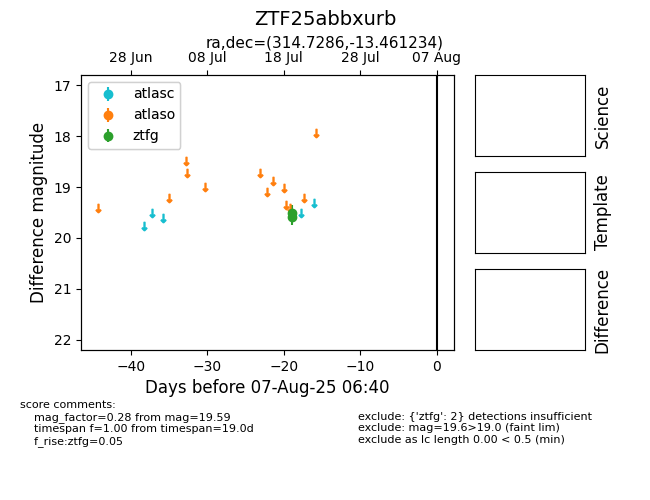 ZTF25abbxurb
ra,dec=(314.7286,-13.461234)
28 Jun 08 Jul 18 Jul 28 Jul 07 Aug
atlasc
atlaso
ztfg
17
18
19
20
21
22
Difference magnitude
−40 −30 −20 −10 0
Days before 07-Aug-25 06:40
Science
Template
Difference
score comments:
mag_factor=0.28 from mag=19.59
timespan f=1.00 from timespan=19.0d
f_rise:ztfg=0.05
exclude: {'ztfg': 2} detections insufficient
exclude: mag=19.6>19.0 (faint lim)
exclude as lc length 0.00 < 0.5 (min)